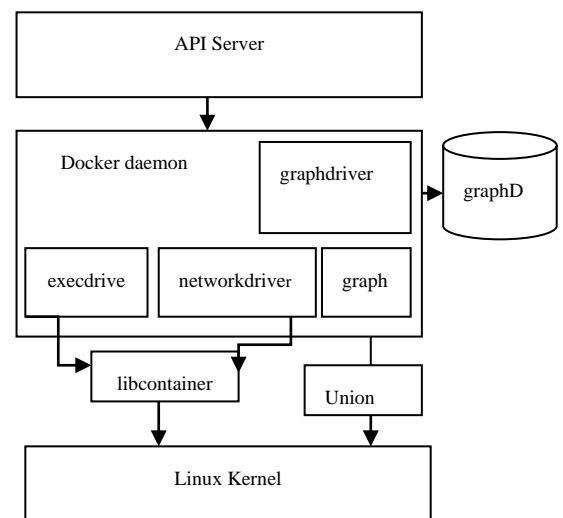 API Server
Docker daemon
graphdriver
graphD
execdrive
networkdriver
graph
libcontainer
Union
Linux Kernel